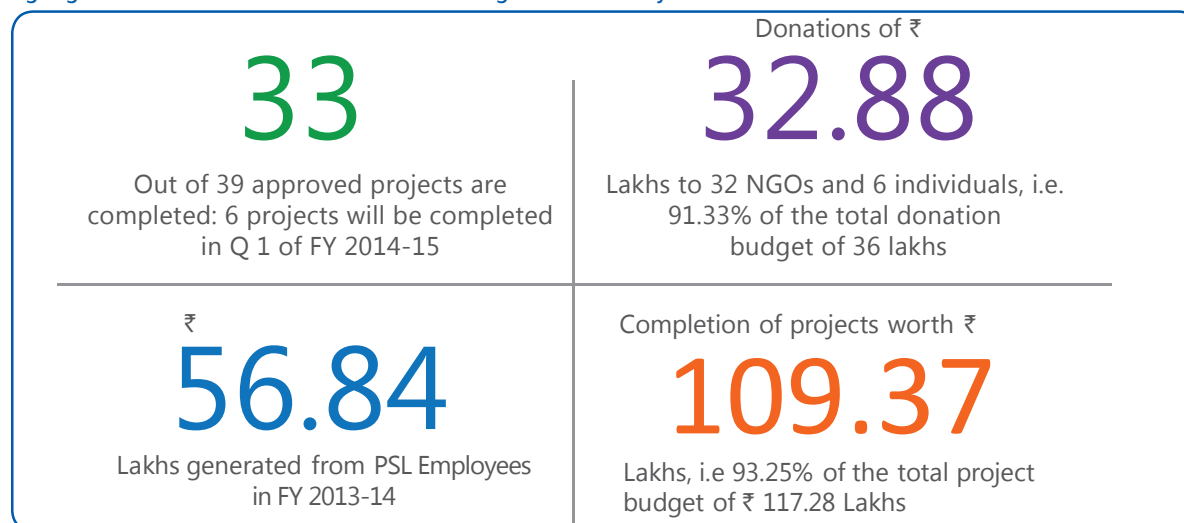 33
Out of 39 approved projects are
completed: 6 projects will be completed
in Q 1 of FY 2014-15
Donations of ₹
32.88
Lakhs to 32 NGOs and 6 individuals, i.e.
91.33% of the total donation
budget of 36 lakhs
₹
56.84
Lakhs generated from PSL Employees
in FY 2013-14
Completion of projects worth ₹
109.37
Lakhs, i.e 93.25% of the total project
budget of ₹ 117.28 Lakhs